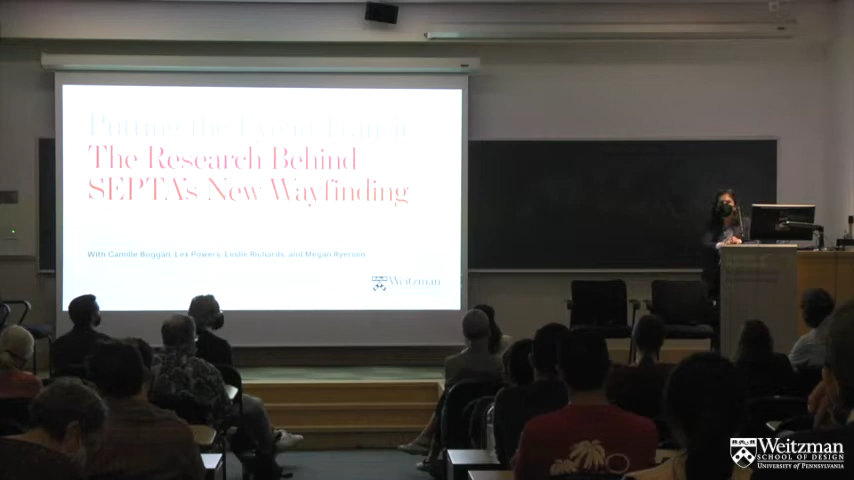 Putting the Eye in Transit
The Research Behind
SEPTA's New Wayfinding
With Camille Boggan, Lex Powers, Leslie Richards, and Megan Ryerson
Weitzman
Weitzman
SCHOOL OF DESIGN
UNIVERSITY of PENNSYLVANIA